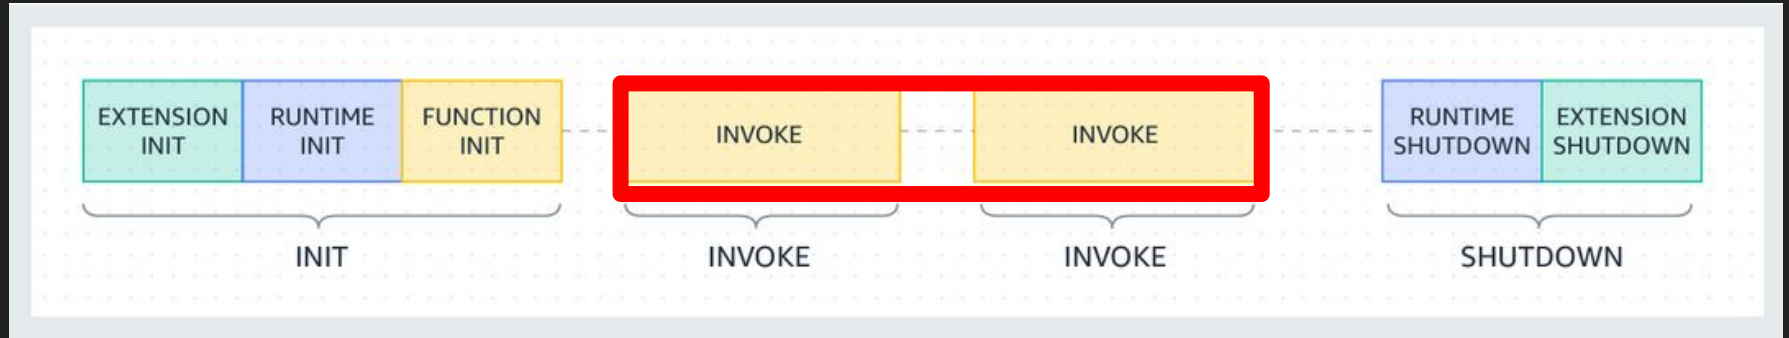 EXTENSION
INIT
RUNTIME
INIT
FUNCTION
INIT
INVOKE
INVOKE
RUNTIME
SHUTDOWN
EXTENSION
SHUTDOWN
INIT
INVOKE
INVOKE
SHUTDOWN